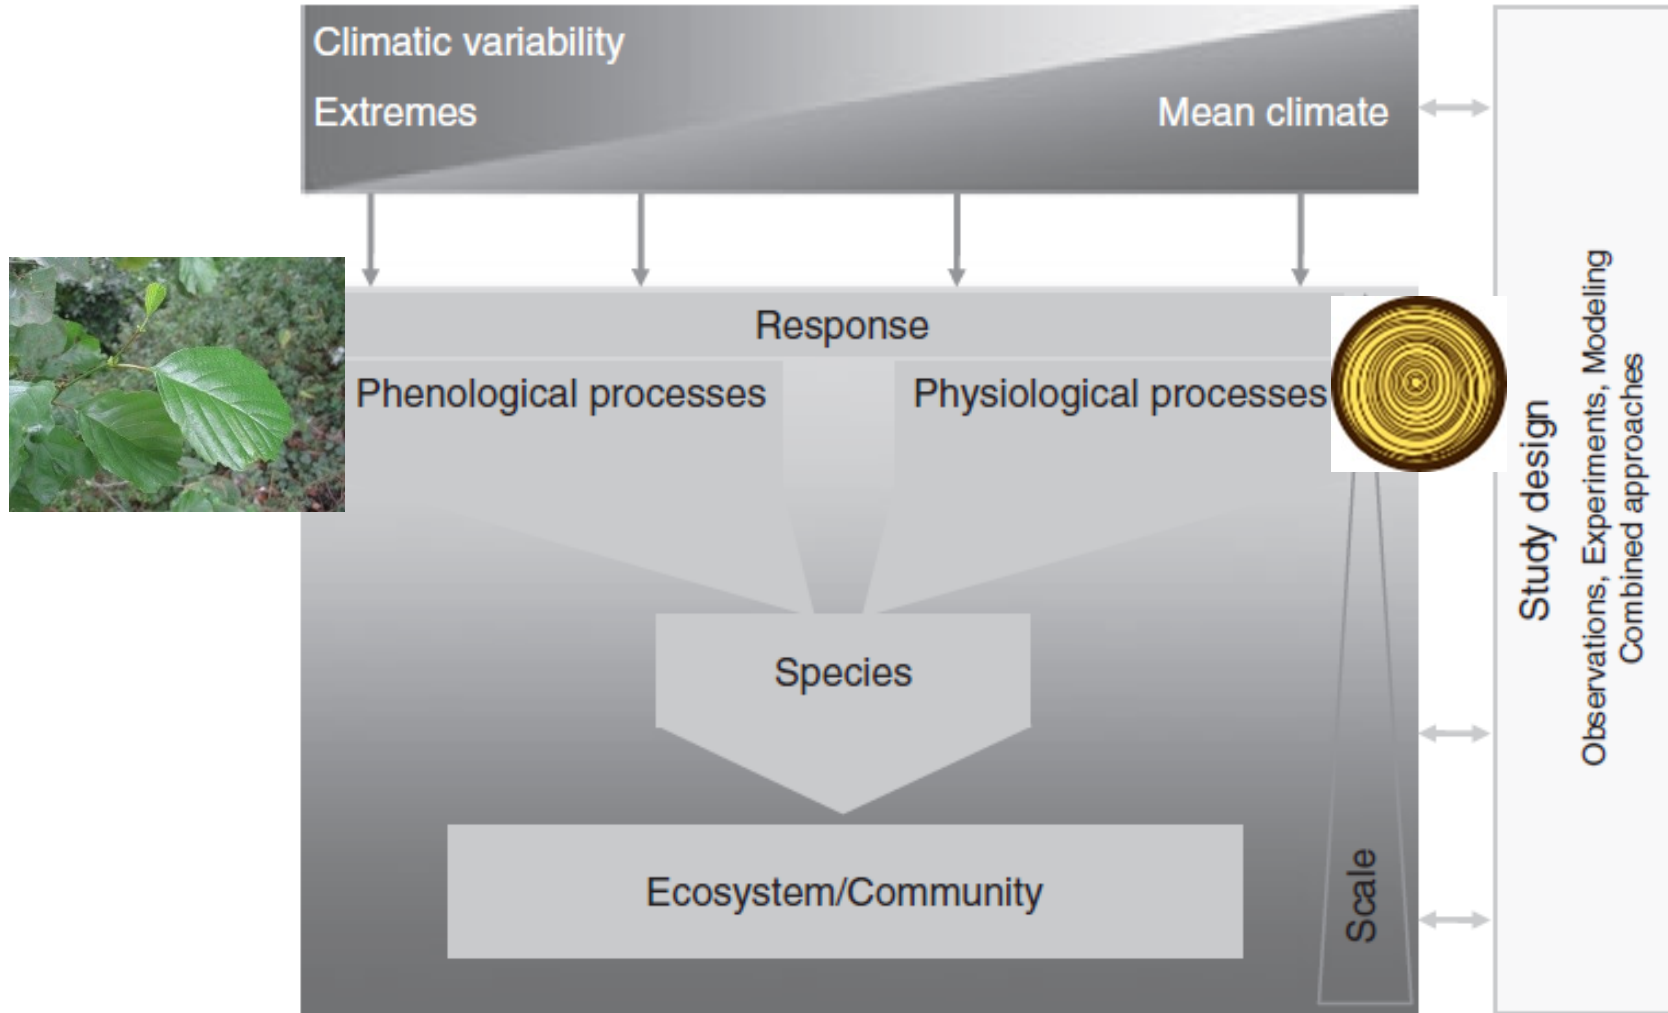 Climatic variability
Extremes
Mean climate
Response
Phenological processes
Physiological processes
Species
Ecosystem/Community
Scale
Study design
Observations, Experiments, Modeling
Combined approaches